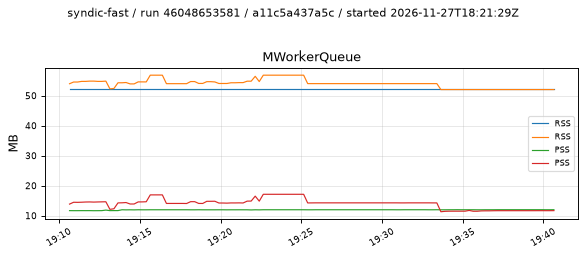 syndic-fast / run 46048653581 / a11c5a437a5c / started 2026-11-27T18:21:29Z
MWorkerQueue
MB
50
40
30
20
10
RSS
RSS
PSS
PSS
19:10
19:15
19:20
19:25
19:30
19:35
19:40